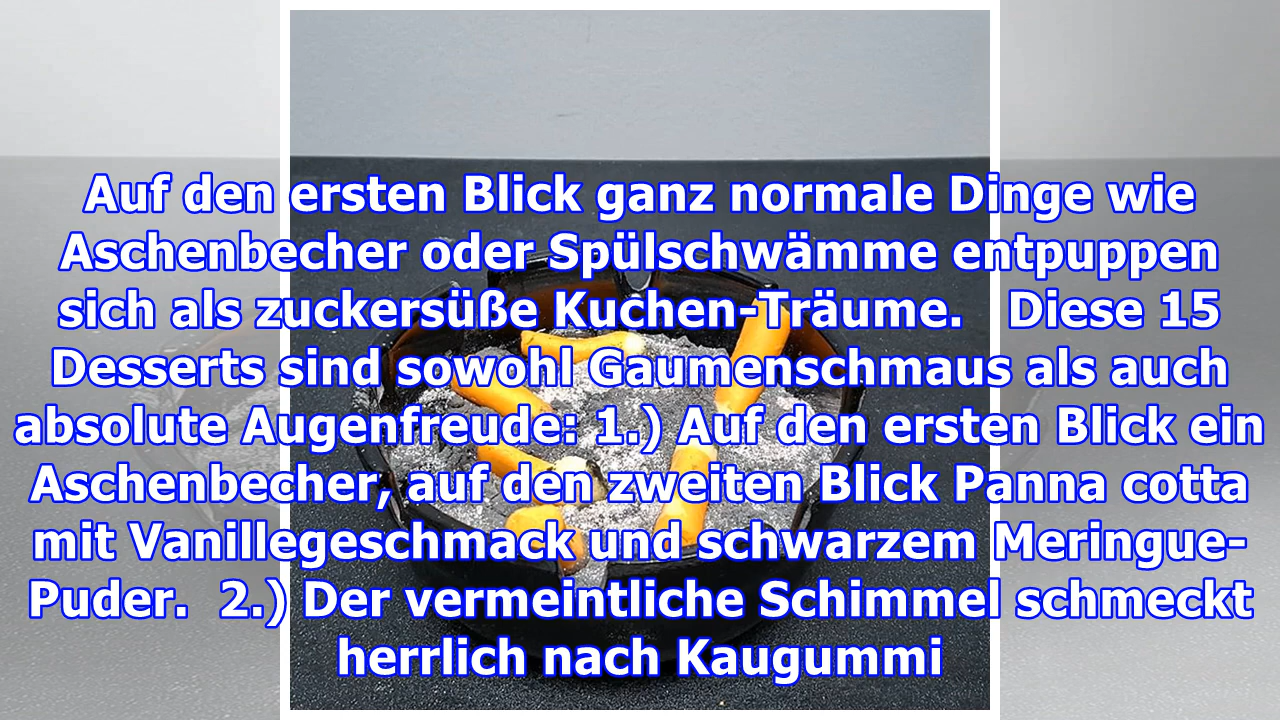 Auf den ersten Blick ganz normale Dinge wie
Aschenbecher oder Spülschwämme entpuppen
sich als zuckersüße Kuchen-Träume.   Diese 15
Desserts sind sowohl Gaumenschmaus als auch
absolute Augenfreude: 1.) Auf den ersten Blick ein
Aschenbecher, auf den zweiten Blick Panna cotta
mit Vanillegeschmack und schwarzem Meringue-
Puder.  2.) Der vermeintliche Schimmel schmeckt
herrlich nach Kaugummi